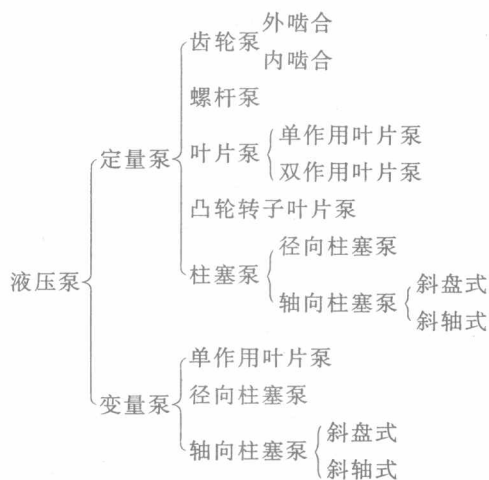 外啮合
齿轮泵
内啮合
螺杆泵
单作用叶片泵
叶片泵
双作用叶片泵
定量泵
凸轮转子叶片泵
径向柱塞泵
柱塞泵
斜盘式
轴向柱塞泵
斜轴式
液压泵
单作用叶片泵
径向柱塞泵
变量泵
斜盘式
轴向柱塞泵
斜轴式